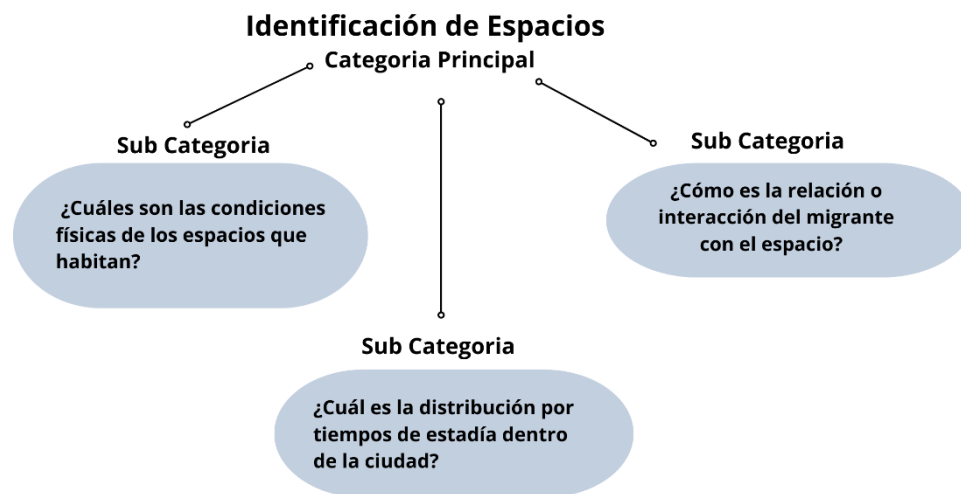 Identificación de Espacios
Categoria Principal
Sub Categoria
¿Cuáles son las condiciones
físicas de los espacios que
habitan?
Sub Categoria
¿Cuál es la distribución por
tiempos de estadía dentro
de la ciudad?
Sub Categoria
¿Cómo es la relación o
interacción del migrante
con el espacio?